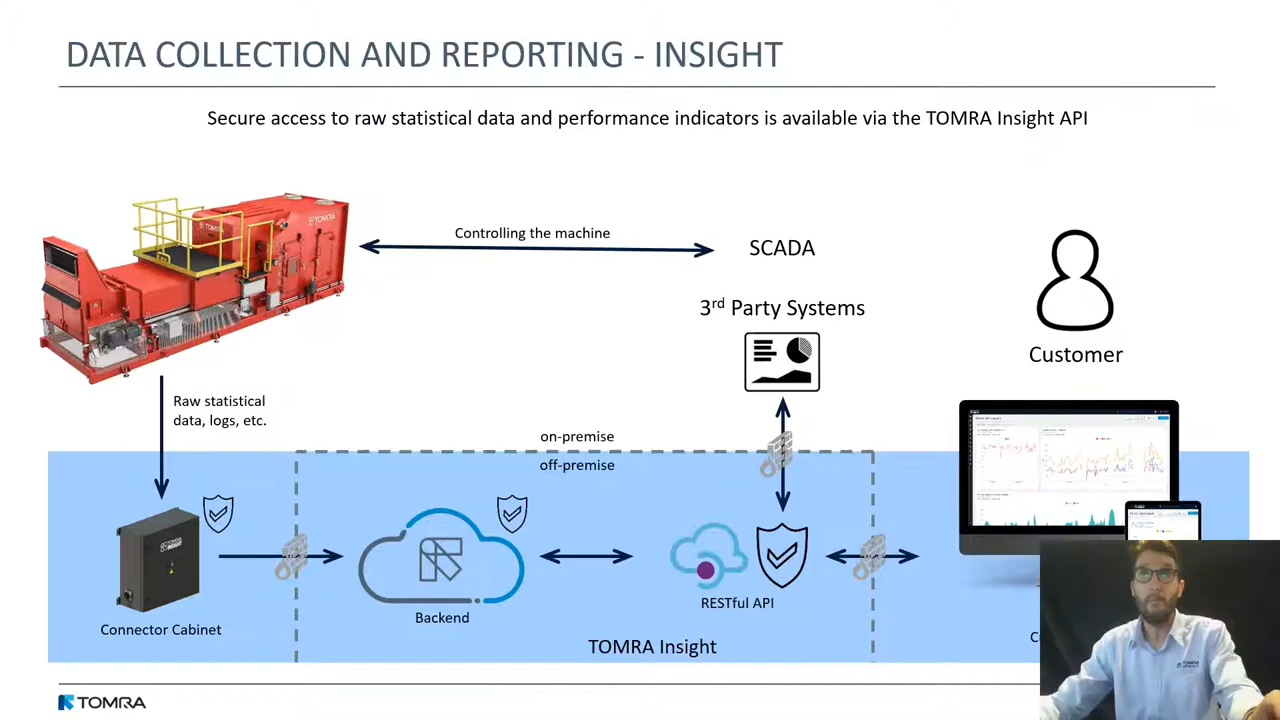 DATA COLLECTION AND REPORTING - INSIGHT
Secure access to raw statistical data and performance indicators is available via the TOMRA Insight API
TOMRA
TOMRA
Controlling the machine
SCADA
3rd Party Systems
Customer
Raw statistical
data, logs, etc.
on-premise
off-premise
Connector Cabinet
Backend
RESTful API
TOMRA Insight
TOMRA